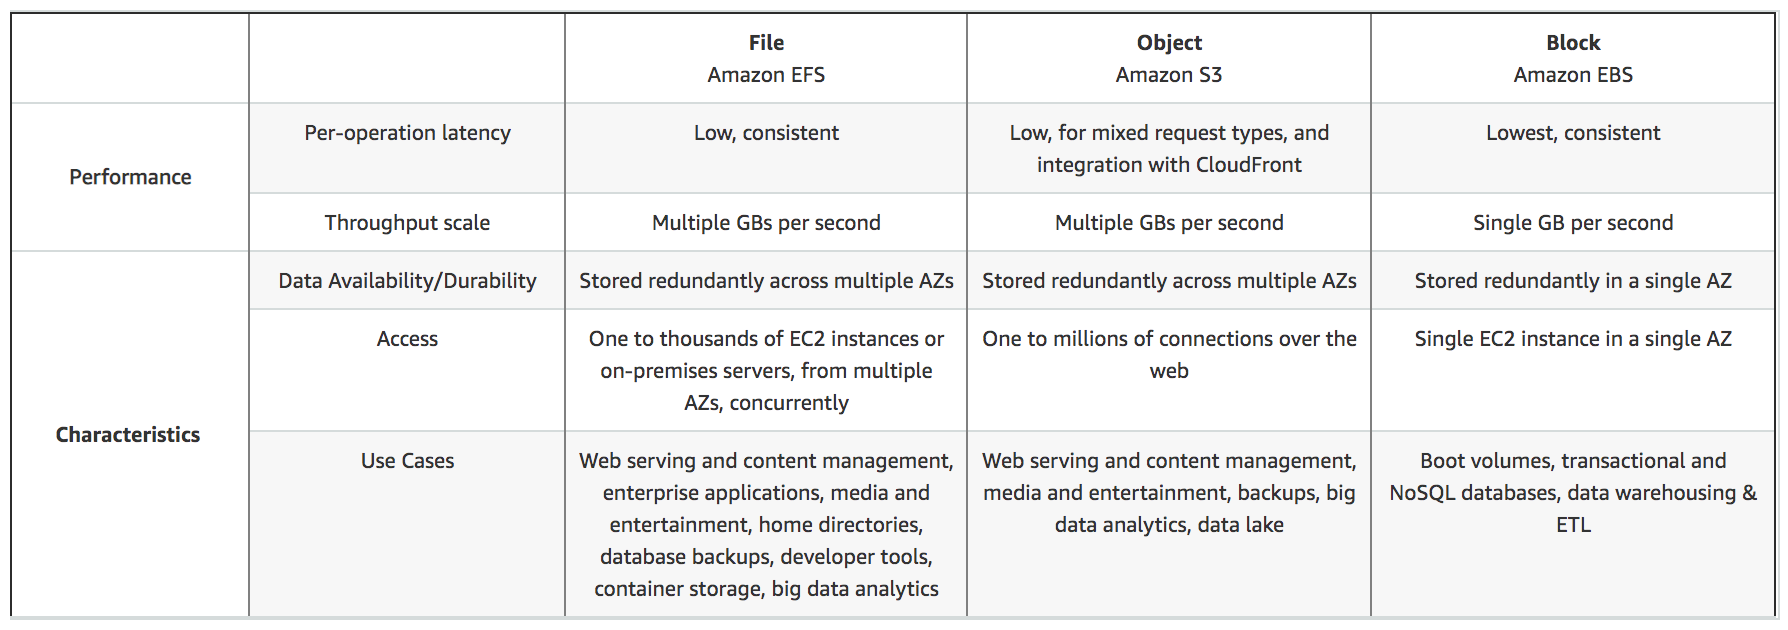 File
Amazon EFS
Object
Amazon S3
Block
Amazon EBS
Performance
Per-operation latency
Low, consistent
Low, for mixed request types, and
integration with CloudFront
Lowest, consistent
Throughput scale
Multiple GBs per second
Multiple GBs per second
Single GB per second
Characteristics
Data Availability/Durability
Stored redundantly across multiple AZs
Stored redundantly across multiple AZs
Stored redundantly in a single AZ
Access
One to thousands of EC2 instances or
on-premises servers, from multiple
AZs, concurrently
One to millions of connections over the
web
Single EC2 instance in a single AZ
Use Cases
Web serving and content management,
enterprise applications, media and
entertainment, home directories,
database backups, developer tools,
container storage, big data analytics
Web serving and content management,
media and entertainment, backups, big
data analytics, data lake
Boot volumes, transactional and
NoSQL databases, data warehousing &
ETL